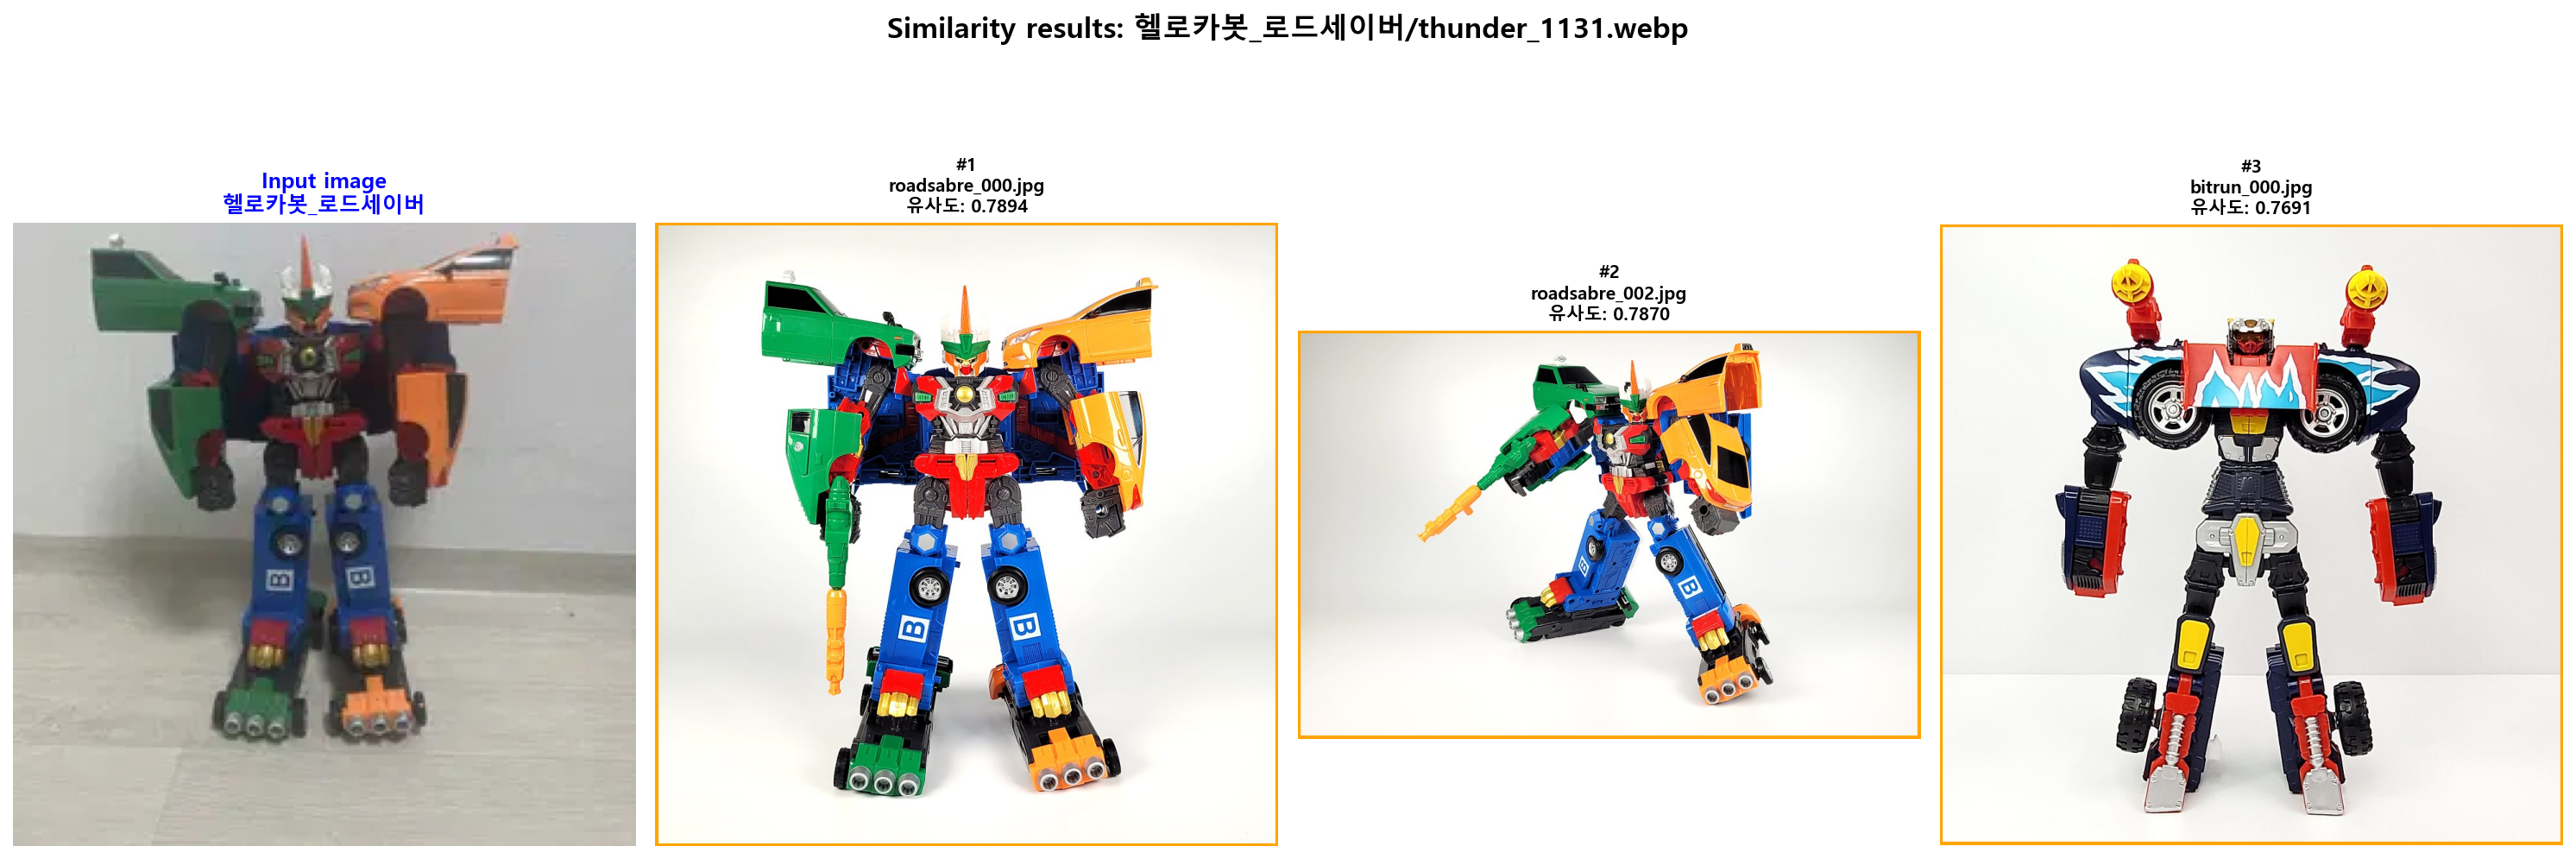 Similarity results: 헬로카봇_로드세이버/thunder_1131.webp
Input image
헬로카봇_로드세이버
#1
roadsabre_000.jpg
유사도: 0.7894
#2
roadsabre_002.jpg
유사도: 0.7870
#3
bitrun_000.jpg
유사도: 0.7691
B
B
B
B
B
B